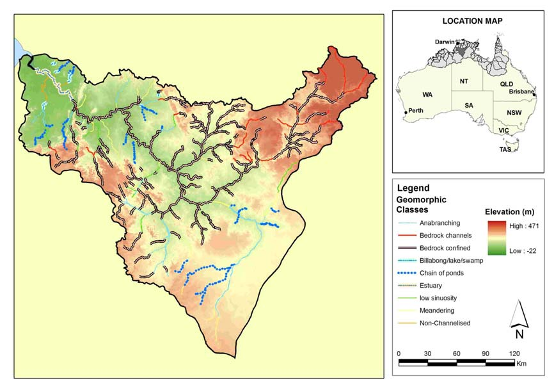 LOCATION MAP
Darwin
NT
QLD
Brisbane
WA
SA
Perth
NSW
VIC
TAS
Legend
Geomorphic
Classes
Anabranching
Bedrock channels
Bedrock confined
Billabong/lake/swamp
Chain of ponds
Estuary
low sinuosity
Meandering
Non-Channelised
Elevation (m)
High : 471
Low : -22
N
0 30 60 90 120
Km